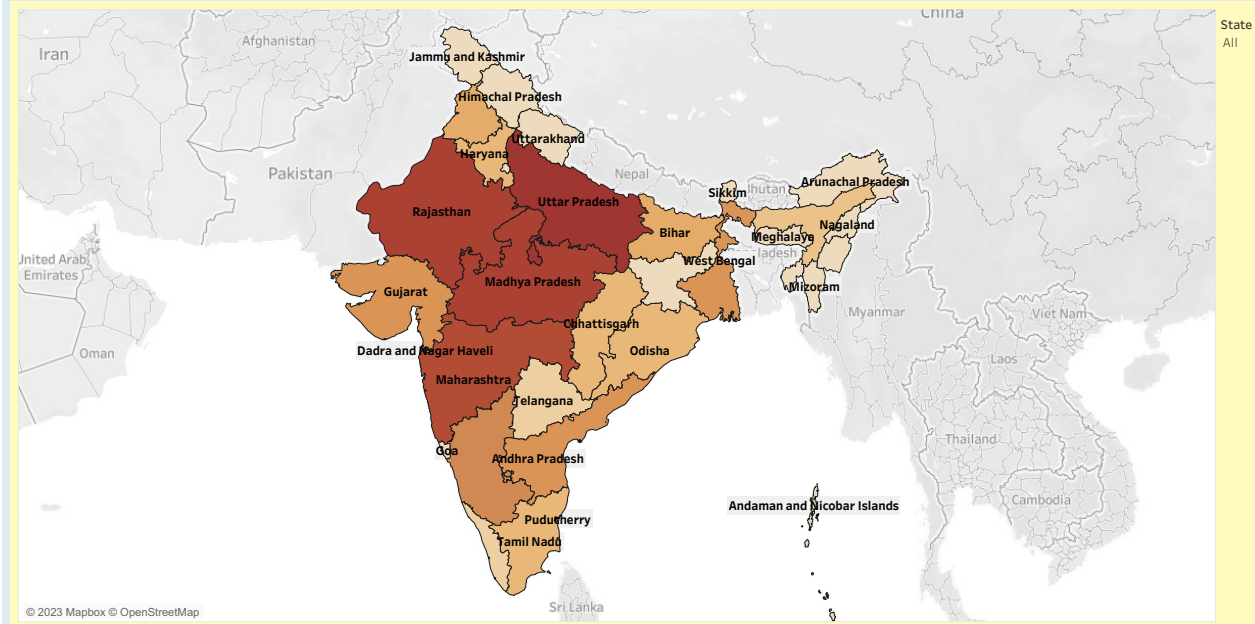 China
State
All
Iran
Afghanistan
Jammu and Kashmir
Himachal Pradesh
Uttarakhand
Haryana
Pakistan
Nepal
Bhutan
Sikkim
Arunachal Pradesh
Rajasthan
Uttar Pradesh
Bihar
Nagaland
Meghalaya
ladesh
United Arab
Emirates
West Bengal
Madhya Pradesh
Gujarat
Mizoram
Myanmar
Viet Nam
Chhattisgarh
Oman
Dadra and Nagar Haveli
Odisha
Laos
Maharashtra
Telangana
Thailand
Goa
Andhra Pradesh
Cambodia
Andaman and Nicobar Islands
Pudutherry
Tamil Nadu
Sri Lanka
© 2023 Mapbox © OpenStreetMap